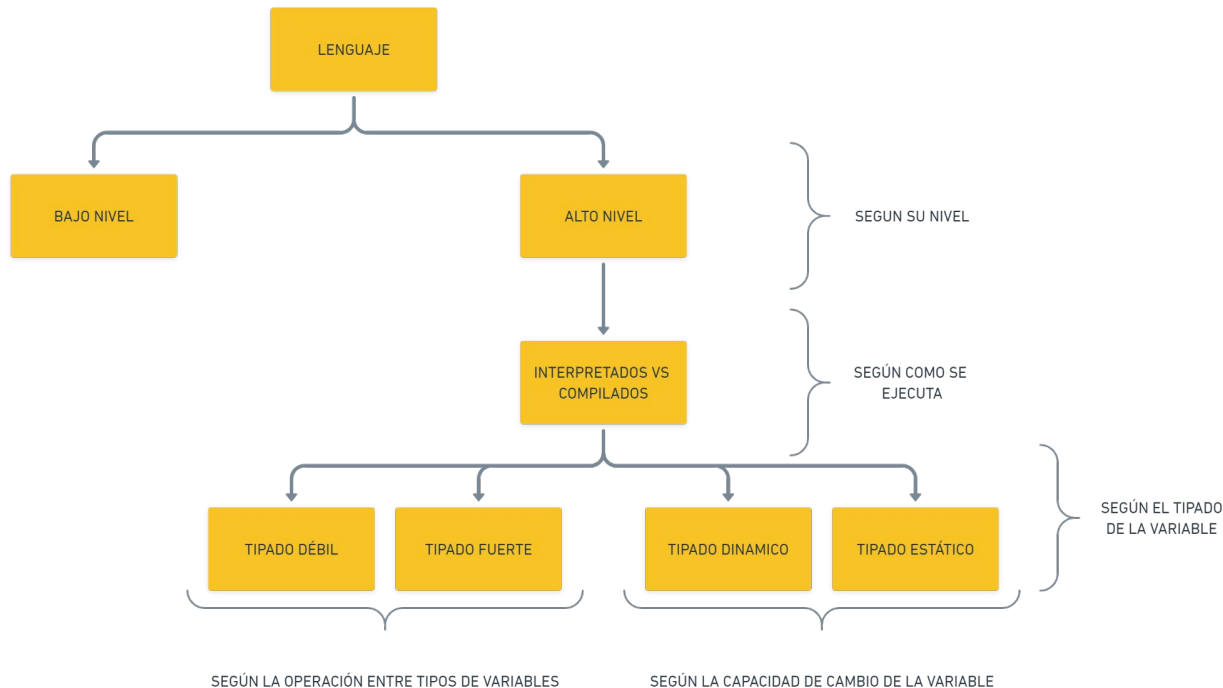 LENGUAJE
BAJO NIVEL
ALTO NIVEL
SEGUN SU NIVEL
INTERPRETADOS VS
COMPILADOS
SEGÚN COMO SE
EJECUTA
TIPADO DÉBIL
TIPADO FUERTE
TIPADO DINAMICO
TIPADO ESTÁTICO
SEGÚN EL TIPADO
DE LA VARIABLE
SEGÚN LA OPERACIÓN ENTRE TIPOS DE VARIABLES
SEGÚN LA CAPACIDAD DE CAMBIO DE LA VARIABLE